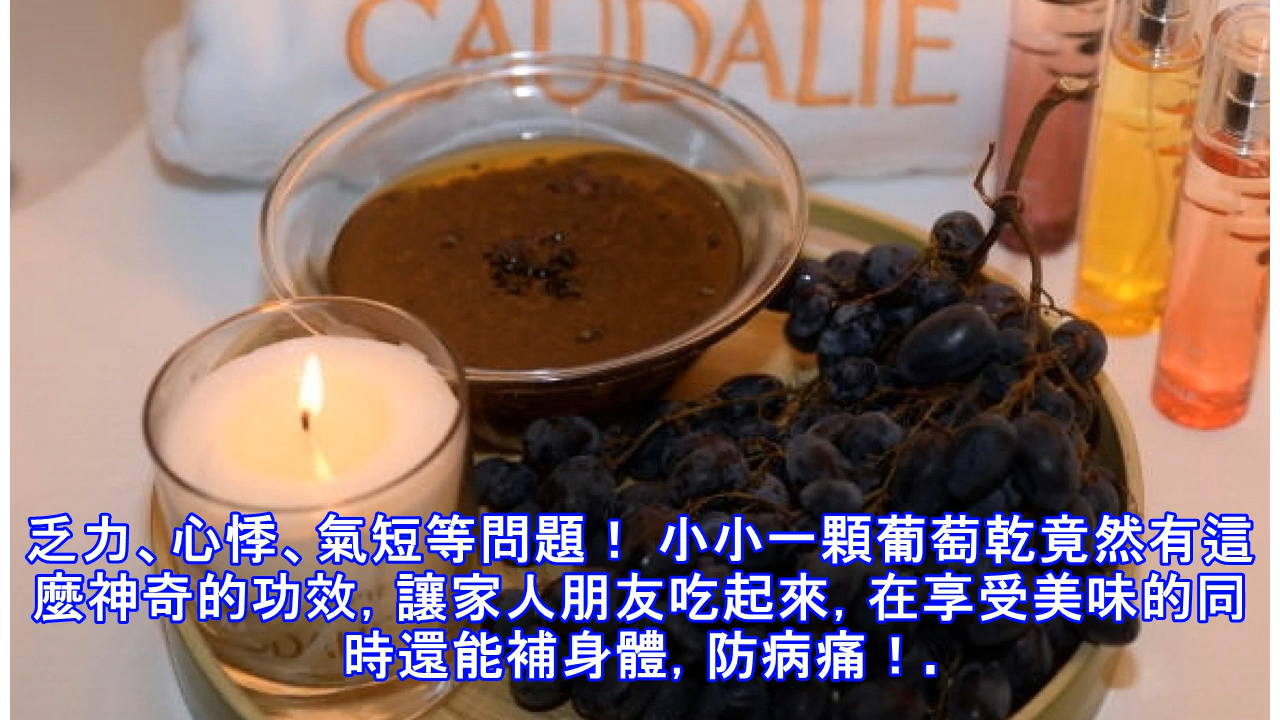 CAUDALIE
乏力、心悸、氣短等問題！ 小小一顆葡萄乾竟然有這
麼神奇的功效, 讓家人朋友吃起來, 在享受美味的同
時還能補身體, 防病痛！.